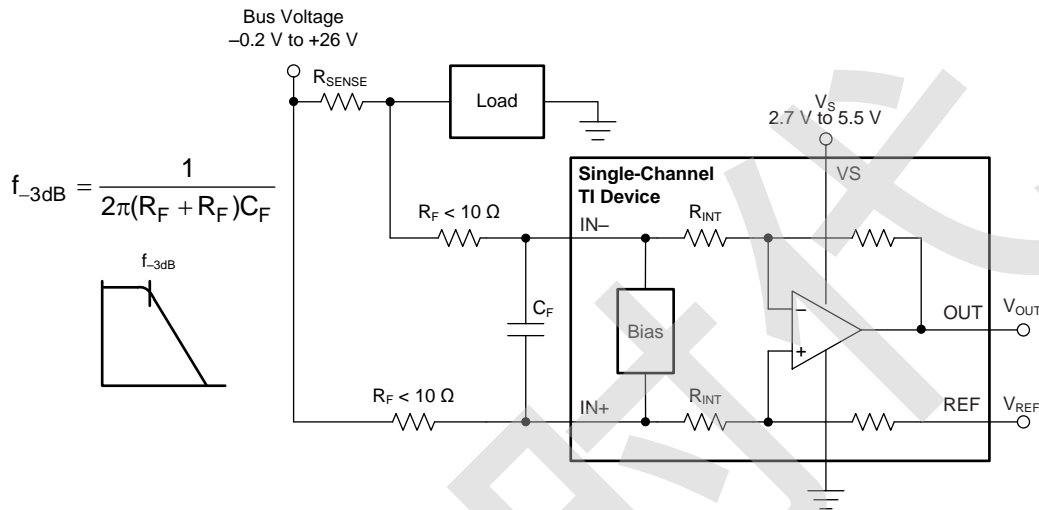 Bus Voltage
–0.2 V to +26 V
R_SENSE
Load
V_S
2.7 V to 5.5 V
f_–3dB = 1 / 2π(R_F + R_F)C_F
Single-Channel
TI Device
VS
R_F < 10 Ω
IN–
R_INT
f_–3dB
C_F
Bias
–
+
OUT
V_OUT
R_F < 10 Ω
IN+
R_INT
REF
V_REF